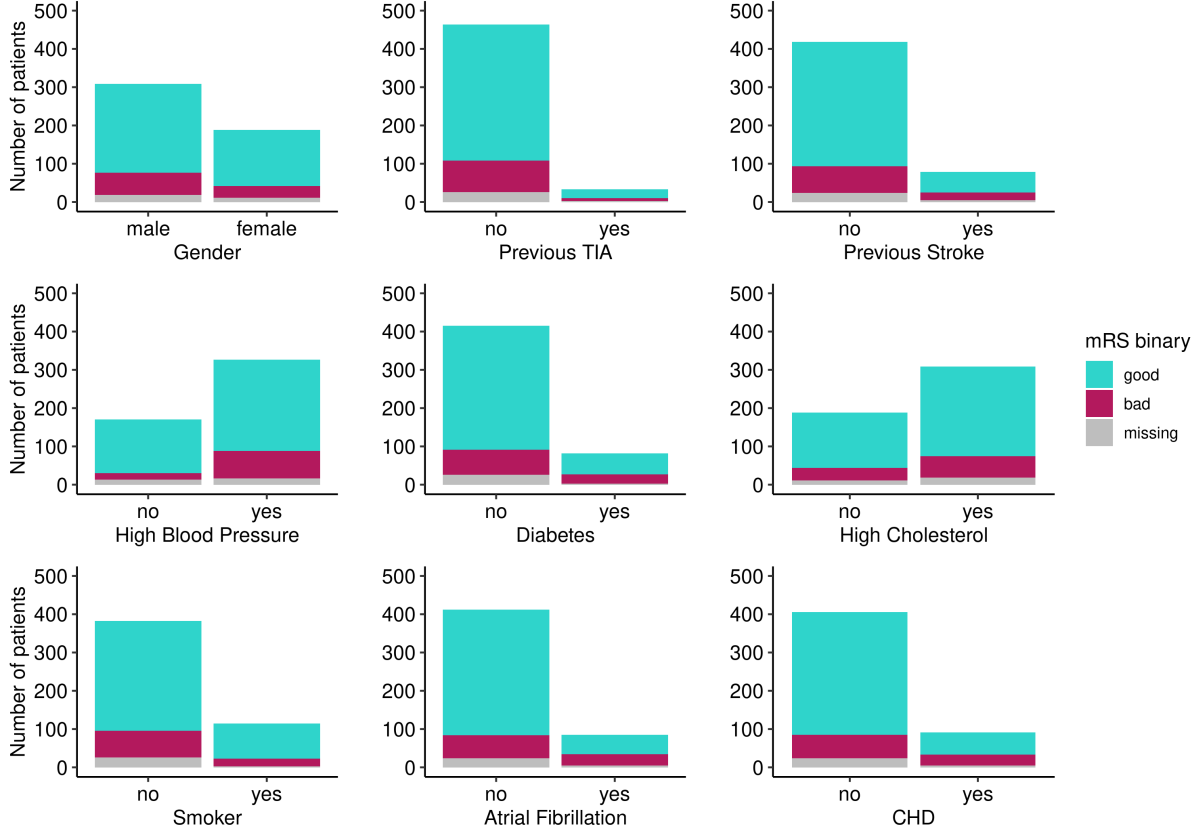 500
400
300
200
100
0
Number of patients
male female
Gender
500
400
300
200
100
0
no yes
Previous TIA
500
400
300
200
100
0
no yes
Previous Stroke
500
400
300
200
100
0
Number of patients
no yes
High Blood Pressure
500
400
300
200
100
0
no yes
Diabetes
500
400
300
200
100
0
no yes
High Cholesterol
mRS binary
good
bad
missing
500
400
300
200
100
0
Number of patients
no yes
Smoker
500
400
300
200
100
0
no yes
Atrial Fibrillation
500
400
300
200
100
0
no yes
CHD